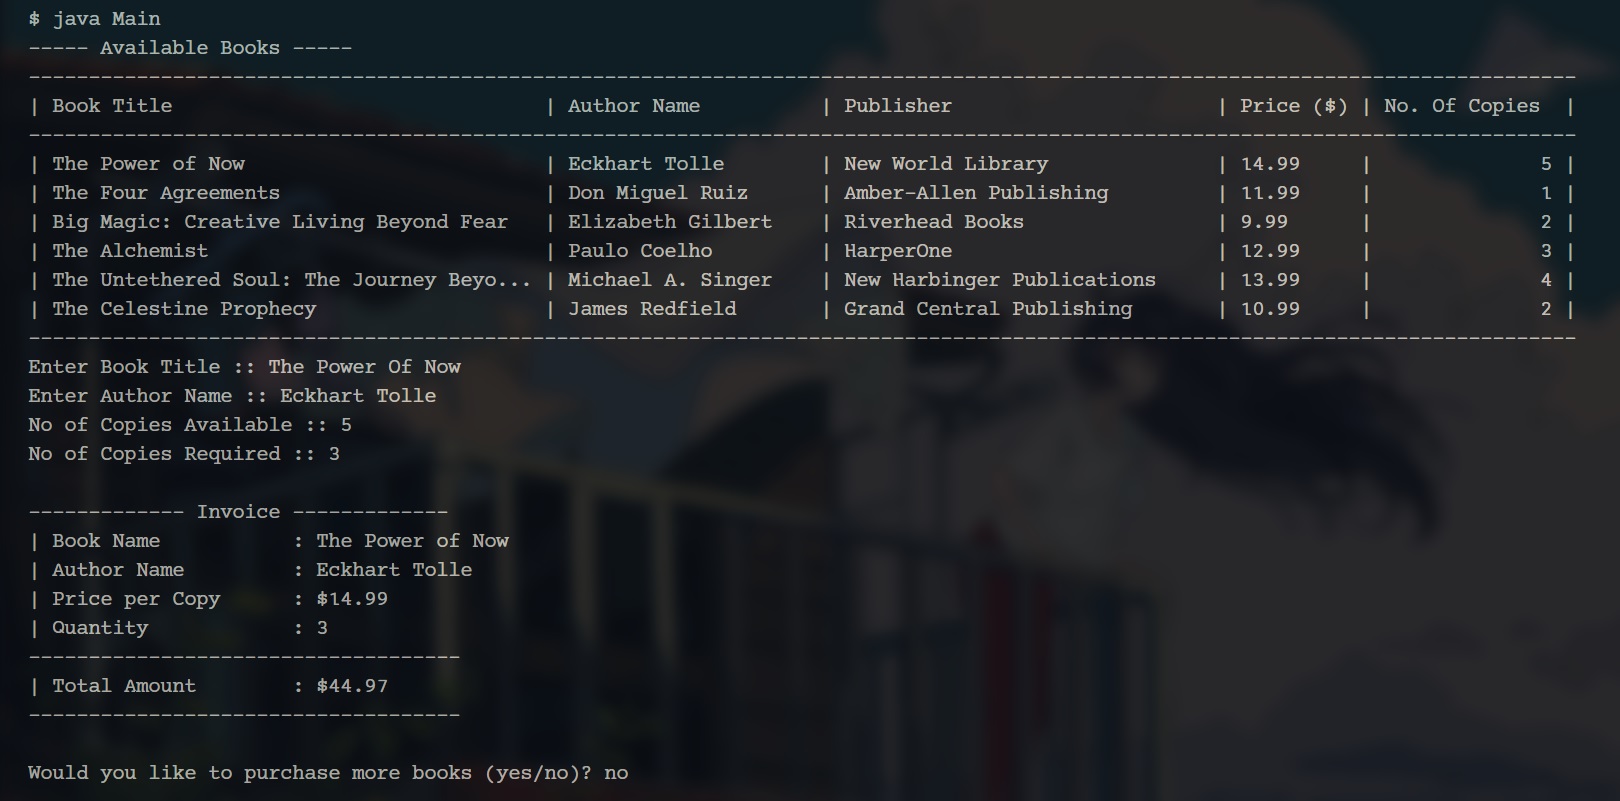 $ java Main
----- Available Books -----
---------------------------------------------------------------------------------------------------------------------------------
| Book Title                               | Author Name          | Publisher                      | Price ($) | No. Of Copies  |
---------------------------------------------------------------------------------------------------------------------------------
| The Power of Now                         | Eckhart Tolle        | New World Library              | 14.99     |              5 |
| The Four Agreements                      | Don Miguel Ruiz      | Amber-Allen Publishing         | 11.99     |              1 |
| Big Magic: Creative Living Beyond Fear   | Elizabeth Gilbert    | Riverhead Books                | 9.99      |              2 |
| The Alchemist                            | Paulo Coelho         | HarperOne                      | 12.99     |              3 |
| The Untethered Soul: The Journey Beyo... | Michael A. Singer    | New Harbinger Publications     | 13.99     |              4 |
| The Celestine Prophecy                   | James Redfield       | Grand Central Publishing       | 10.99     |              2 |
---------------------------------------------------------------------------------------------------------------------------------
Enter Book Title :: The Power Of Now
Enter Author Name :: Eckhart Tolle
No of Copies Available :: 5
No of Copies Required :: 3
------------- Invoice -------------
| Book Name           : The Power of Now
| Author Name         : Eckhart Tolle
| Price per Copy      : $14.99
| Quantity            : 3
------------------------------------
| Total Amount        : $44.97
------------------------------------
Would you like to purchase more books (yes/no)? no